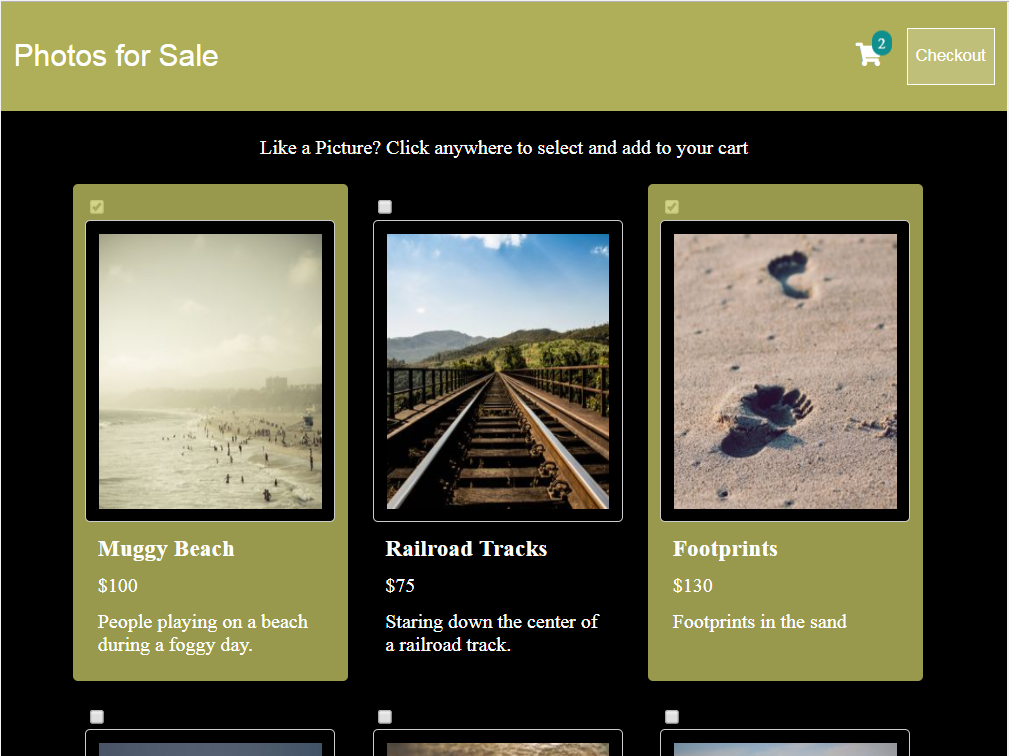 Photos for Sale
2
Checkout
Like a Picture? Click anywhere to select and add to your cart
Muggy Beach
$100
People playing on a beach
during a foggy day.
Railroad Tracks
$75
Staring down the center of
a railroad track.
Footprints
$130
Footprints in the sand